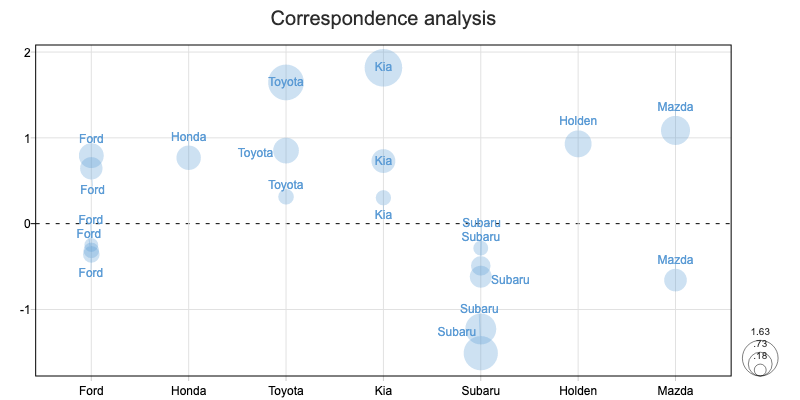 Correspondence analysis
2
Kia
Toyota
Mazda
Holden
1
Ford
Honda
Toyota
Kia
Ford
Toyota
Kia
0
Ford
Subaru
Ford
Subaru
Mazda
Ford
Subaru
-1
Subaru
Subaru
1.63
.73
.18
Ford
Honda
Toyota
Kia
Subaru
Holden
Mazda